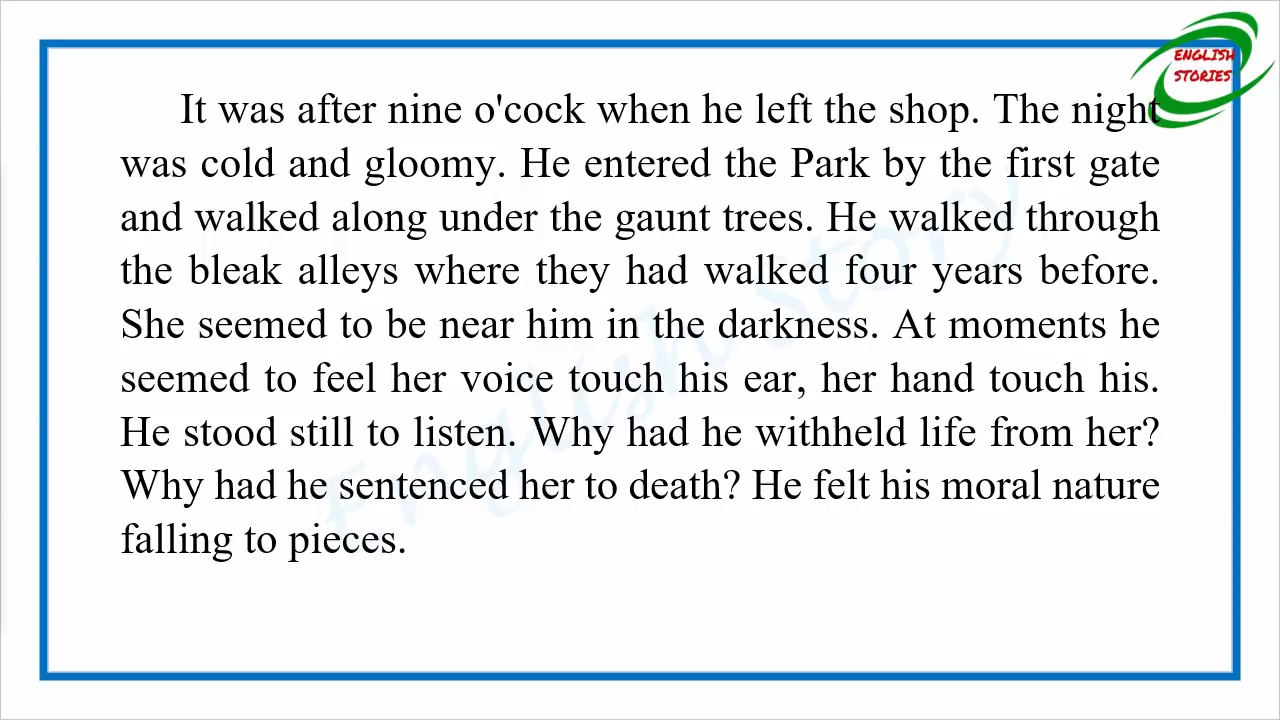 ENGLISH
STORIES
It was after nine o'cock when he left the shop. The night
was cold and gloomy. He entered the Park by the first gate
and walked along under the gaunt trees. He walked through
the bleak alleys where they had walked four years before.
She seemed to be near him in the darkness. At moments he
seemed to feel her voice touch his ear, her hand touch his.
He stood still to listen. Why had he withheld life from her?
Why had he sentenced her to death? He felt his moral nature
falling to pieces.
English Story